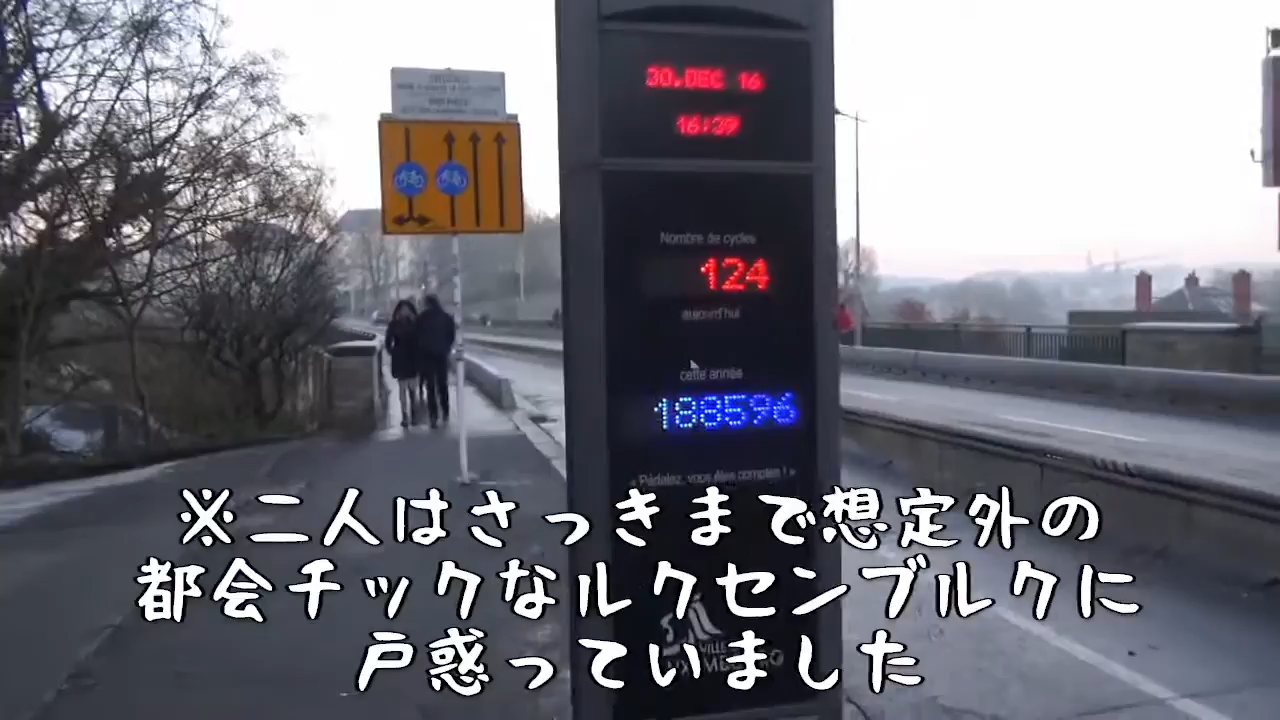 30.DEC 16
16:39
Nombre de cycles
124
aujourd'hui
cette année
188596
« Pédalez, vous êtes comptés ! »
※二人はさっきまで想定外の
都会チックなルクセンブルクに
戸惑っていました
VILLE